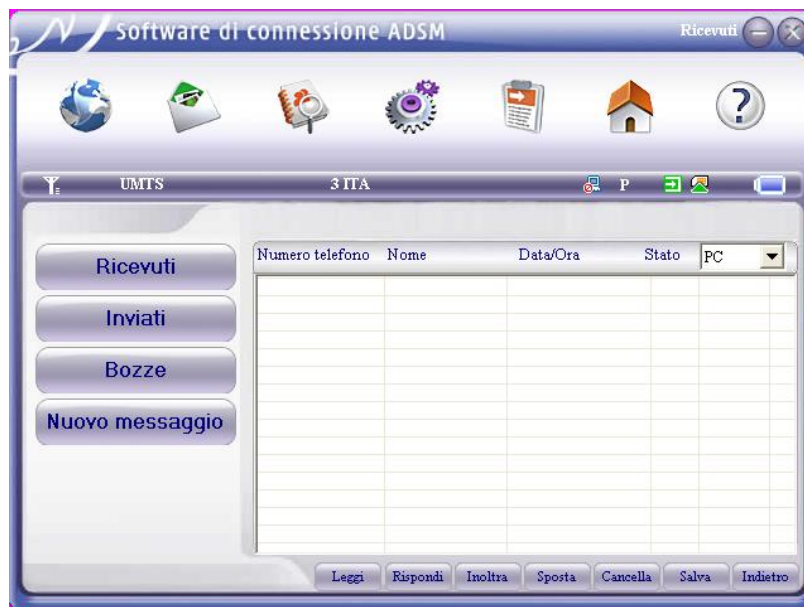 Software di connessione ADSM Ricevuti
UMTS 3 ITA P
Numero telefono Nome Data/Ora Stato PC
Ricevuti
Inviati
Bozze
Nuovo messaggio
Leggi Rispondi Inoltra Sposta Cancella Salva Indietro